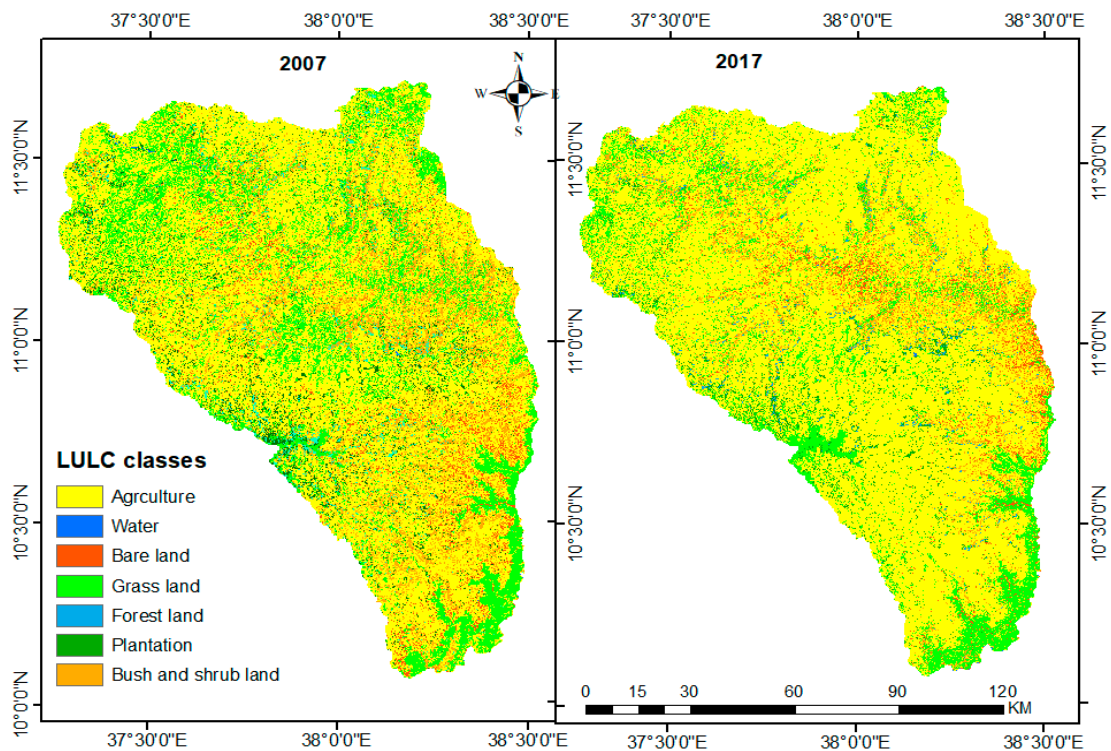 37°30'0"E 38°0'0"E 38°30'0"E 37°30'0"E 38°0'0"E 38°30'0"E
2007
2017
N
W E
S
11°30'0"N
11°0'0"N
10°30'0"N
10°0'0"N
11°30'0"N
11°0'0"N
10°30'0"N
LULC classes
Agrculture
Water
Bare land
Grass land
Forest land
Plantation
Bush and shrub land
0 15 30 60 90 120
KM
37°30'0"E 38°0'0"E 38°30'0"E 37°30'0"E 38°0'0"E 38°30'0"E